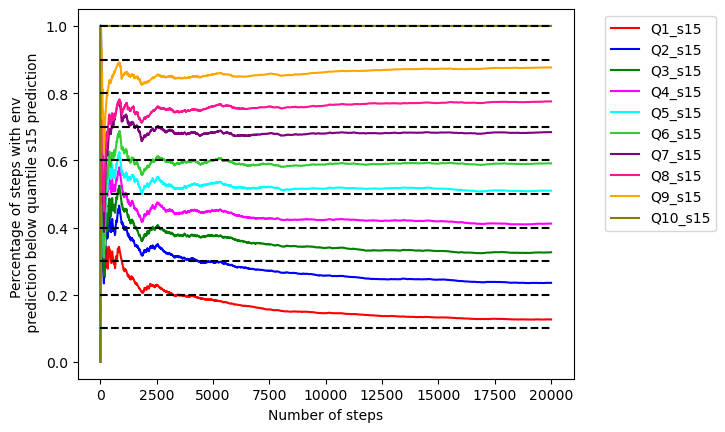 Percentage of steps with env
prediction below quantile s15 prediction
1.0
0.8
0.6
0.4
0.2
0.0
0
2500
5000
7500
10000
12500
15000
17500
20000
Number of steps
Q1_s15
Q2_s15
Q3_s15
Q4_s15
Q5_s15
Q6_s15
Q7_s15
Q8_s15
Q9_s15
Q10_s15